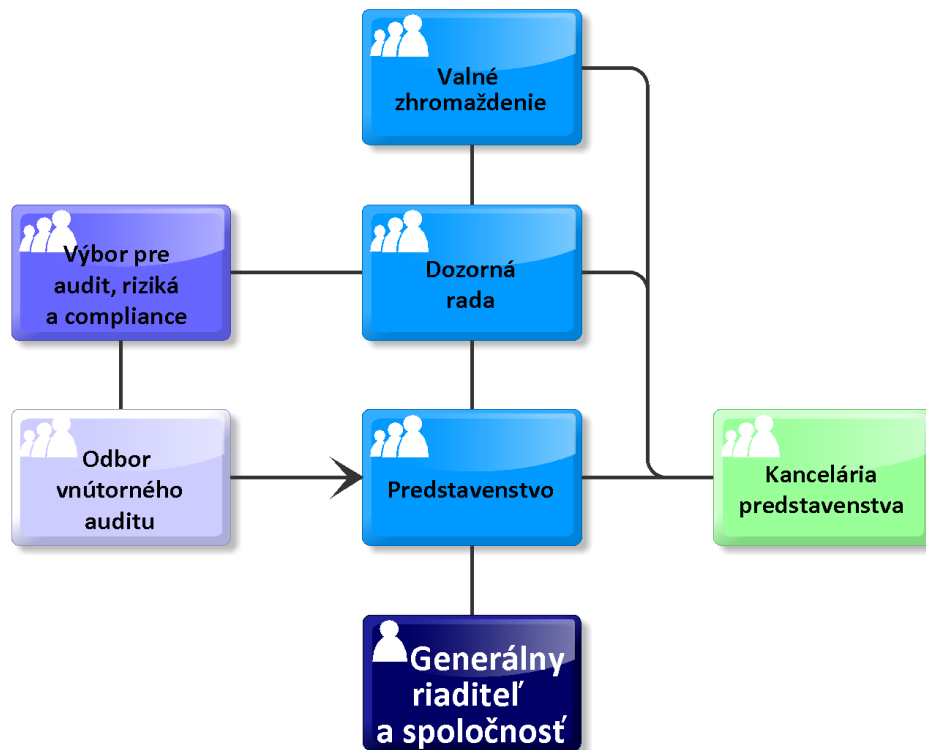 Valné
zhromaždenie
Výbor pre
audit, riziká
a compliance
Dozorná
rada
Odbor
vnútorného
auditu
Predstavenstvo
Kancelária
predstavenstva
Generálny
riaditeľ
a spoločnosť